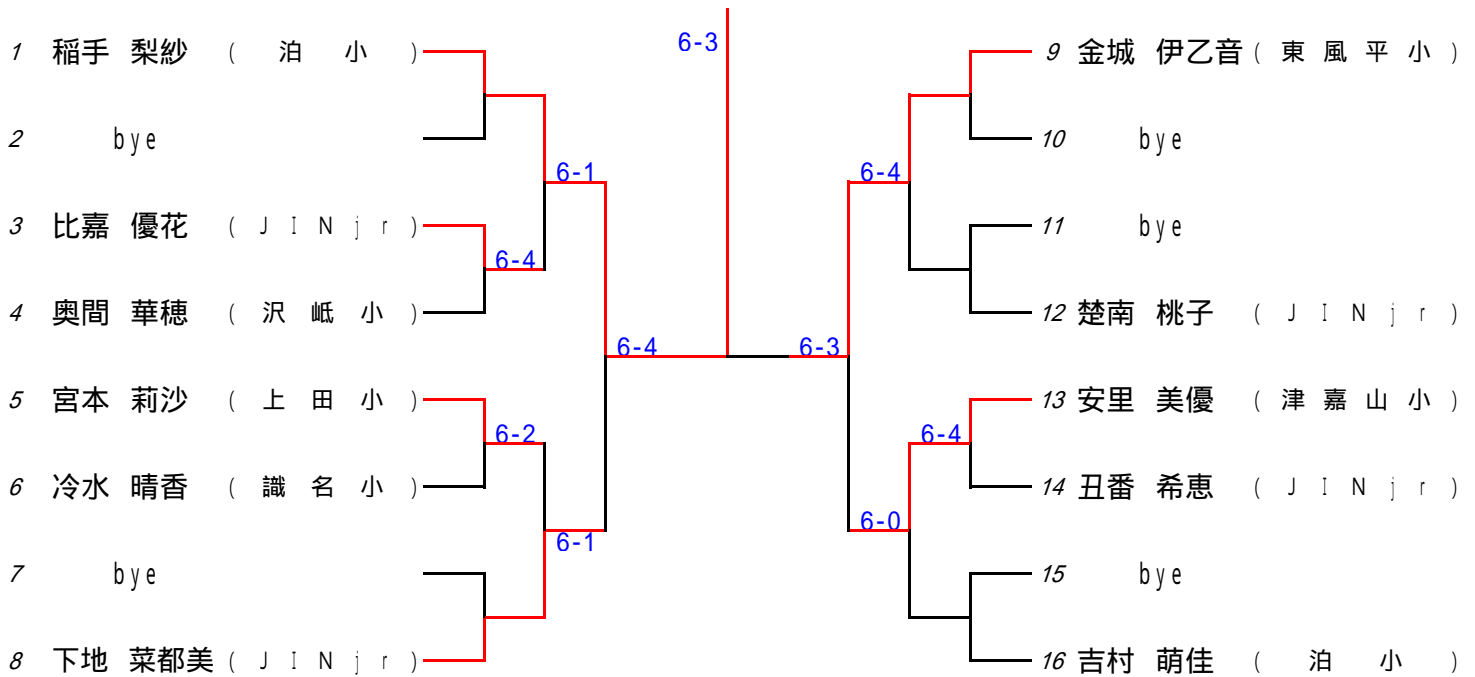 6-3
1 稲手 梨紗 ( 泊 小 )
2 bye
6-1
3 比嘉 優花 ( J I N j r )
6-4
4 奥間 華穂 ( 沢 岻 小 )
6-4
5 宮本 莉沙 ( 上 田 小 )
6-2
6 冷水 晴香 ( 識 名 小 )
6-1
7 bye
8 下地 菜都美 ( J I N j r )
9 金城 伊乙音 ( 東 風 平 小 )
10 bye
6-4
11 bye
12 楚南 桃子 ( J I N j r )
6-3
13 安里 美優 ( 津 嘉 山 小 )
6-4
14 丑番 希恵 ( J I N j r )
6-0
15 bye
16 吉村 萌佳 ( 泊 小 )